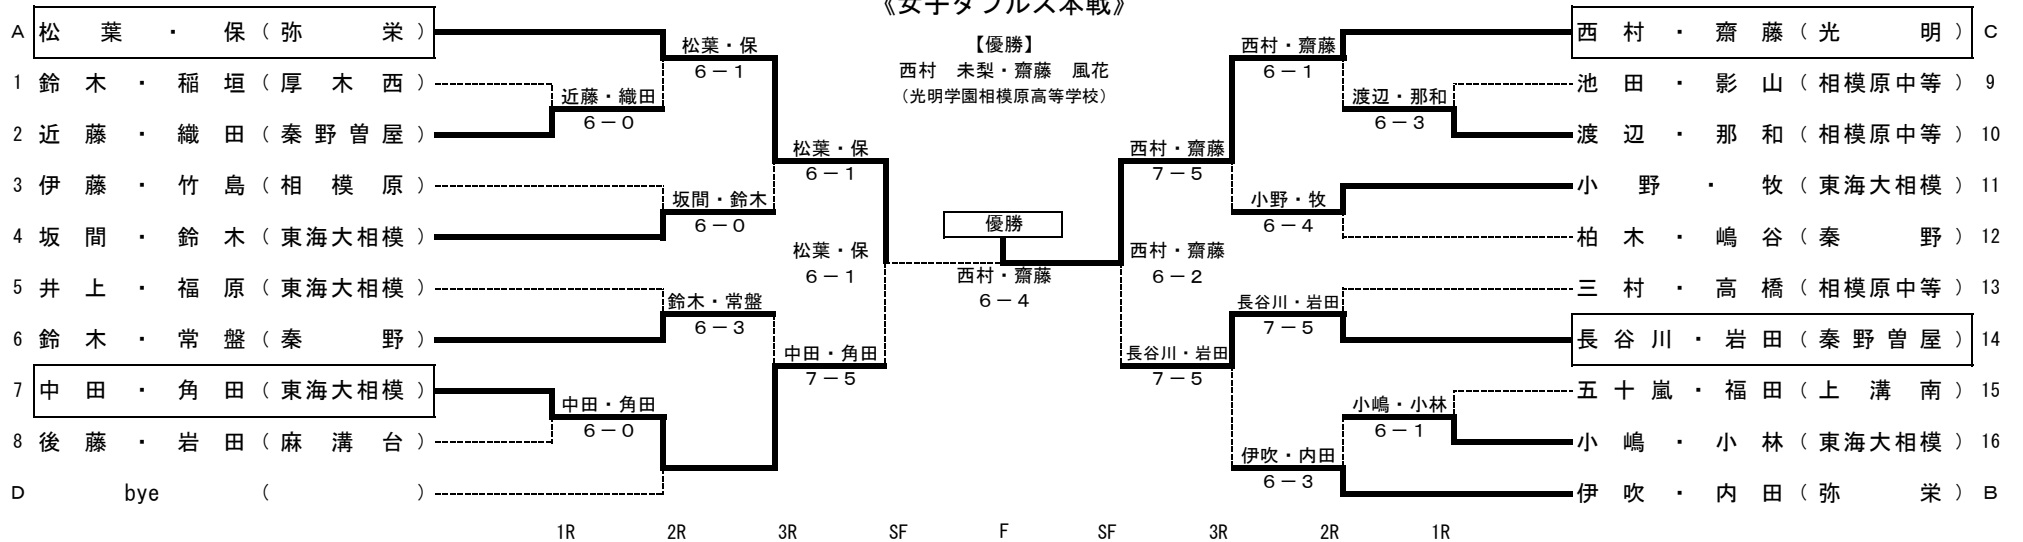 《女子ダブルス本戦》
【優勝】
西村　未梨・齋藤　風花
（光明学園相模原高等学校）
A 松葉・保（弥栄）
1 鈴木・稲垣（厚木西）
2 近藤・織田（秦野曽屋）
3 伊藤・竹島（相模原）
4 坂間・鈴木（東海大相模）
5 井上・福原（東海大相模）
6 鈴木・常盤（秦野）
7 中田・角田（東海大相模）
8 後藤・岩田（麻溝台）
D bye（　　）
近藤・織田
6－0
中田・角田
6－0
松葉・保
6－1
坂間・鈴木
6－0
鈴木・常盤
6－3
松葉・保
6－1
中田・角田
7－5
松葉・保
6－1
優勝
西村・齋藤
6－4
西村・齋藤
6－2
西村・齋藤
7－5
長谷川・岩田
7－5
西村・齋藤
6－1
小野・牧
6－4
長谷川・岩田
7－5
伊吹・内田
6－3
渡辺・那和
6－3
小嶋・小林
6－1
西村・齋藤（光明） C
池田・影山（相模原中等） 9
渡辺・那和（相模原中等） 10
小野・牧（東海大相模） 11
柏木・嶋谷（秦野） 12
三村・高橋（相模原中等） 13
長谷川・岩田（秦野曽屋） 14
五十嵐・福田（上溝南） 15
小嶋・小林（東海大相模） 16
伊吹・内田（弥栄） B
1R 2R 3R SF F SF 3R 2R 1R